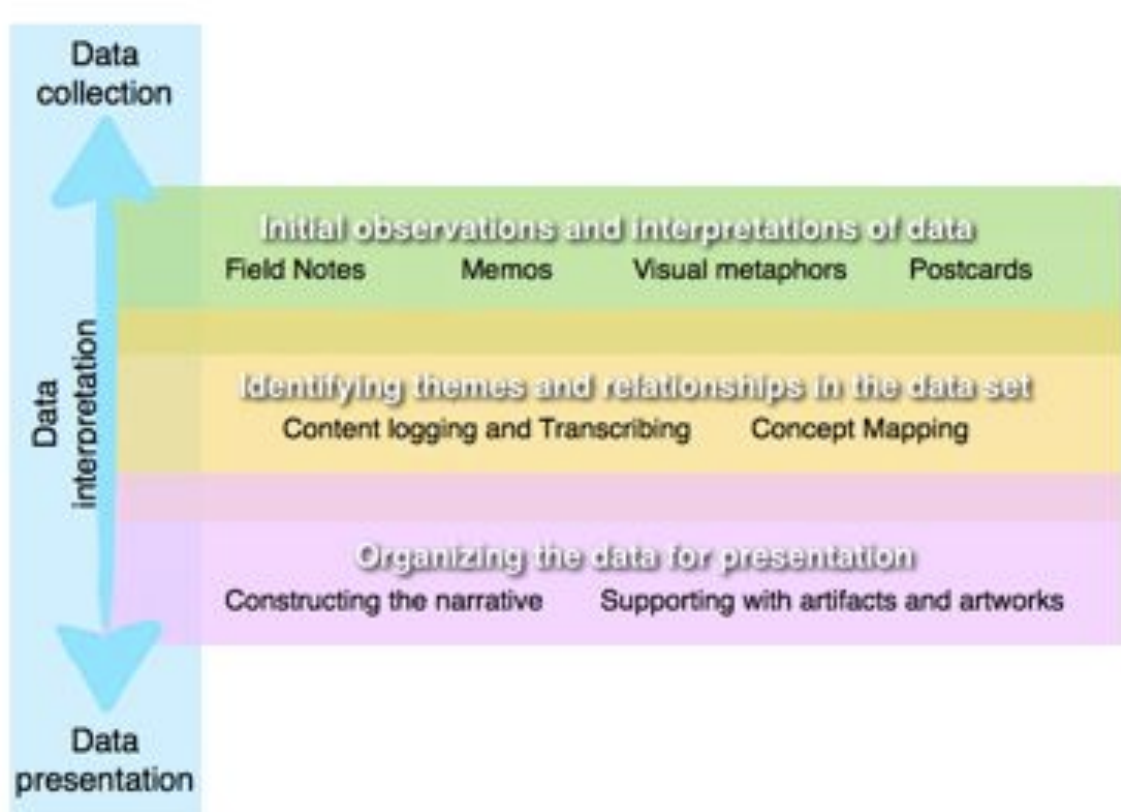 Data
collection
Initial observations and interpretations of data
Field Notes Memos Visual metaphors Postcards
Data
interpretation
Identifying themes and relationships in the data set
Content logging and Transcribing Concept Mapping
Organizing the data for presentation
Constructing the narrative Supporting with artifacts and artworks
Data
presentation